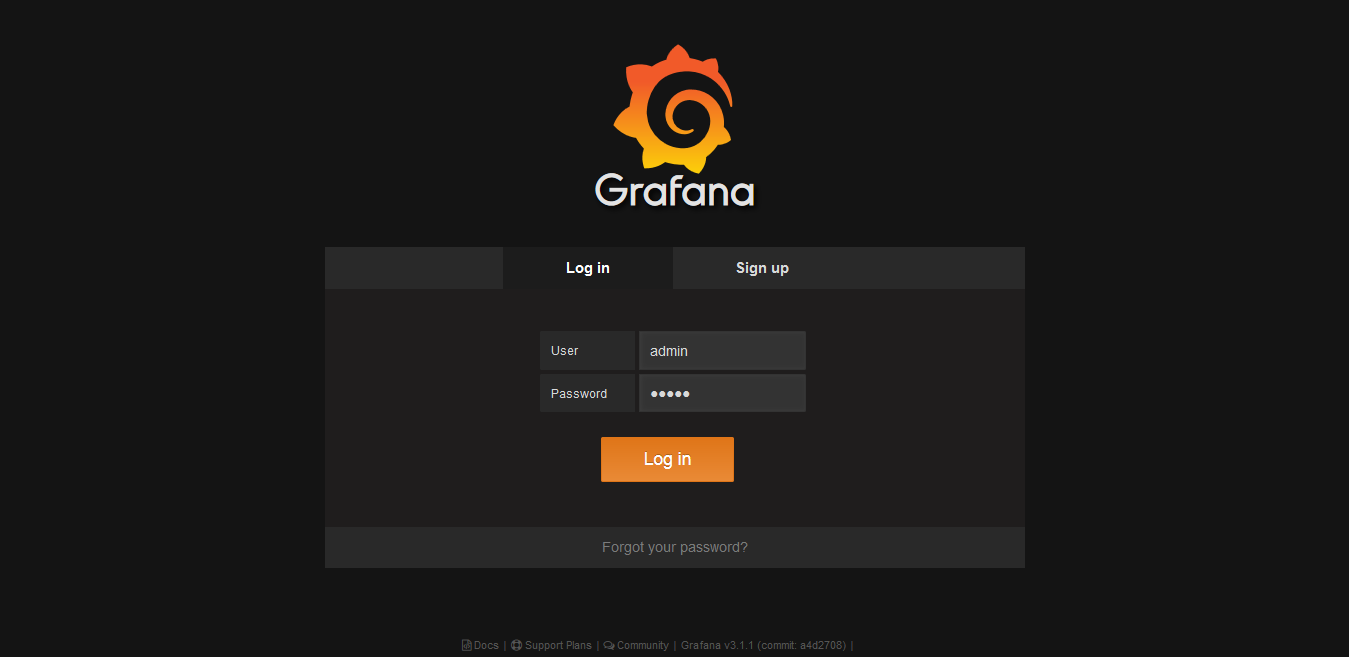 Grafana
Log in Sign up
User admin
Password •••••
Log in
Forgot your password?
Docs | Support Plans | Community | Grafana v3.1.1 (commit: a4d2708) |